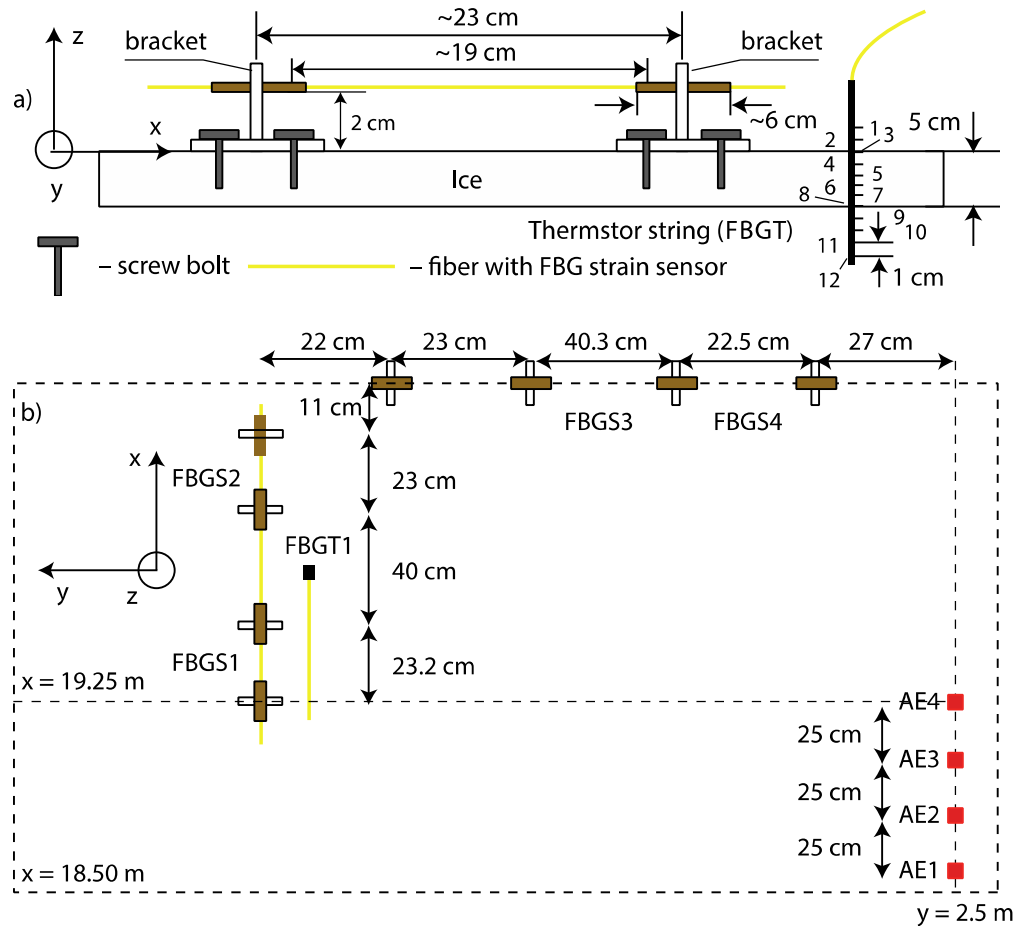 ~23 cm
z
bracket
bracket
~19 cm
a)
2 cm
~6 cm
x
y
Ice
1
2
3
4
5
6
7
8
9
10
11
12
5 cm
Thermstor string (FBGT)
– screw bolt
– fiber with FBG strain sensor
1 cm
22 cm
23 cm
40.3 cm
22.5 cm
27 cm
b)
11 cm
FBGS3
FBGS4
x
FBGS2
23 cm
FBGT1
y
z
40 cm
FBGS1
23.2 cm
x = 19.25 m
AE4
25 cm
AE3
25 cm
AE2
25 cm
AE1
x = 18.50 m
y = 2.5 m